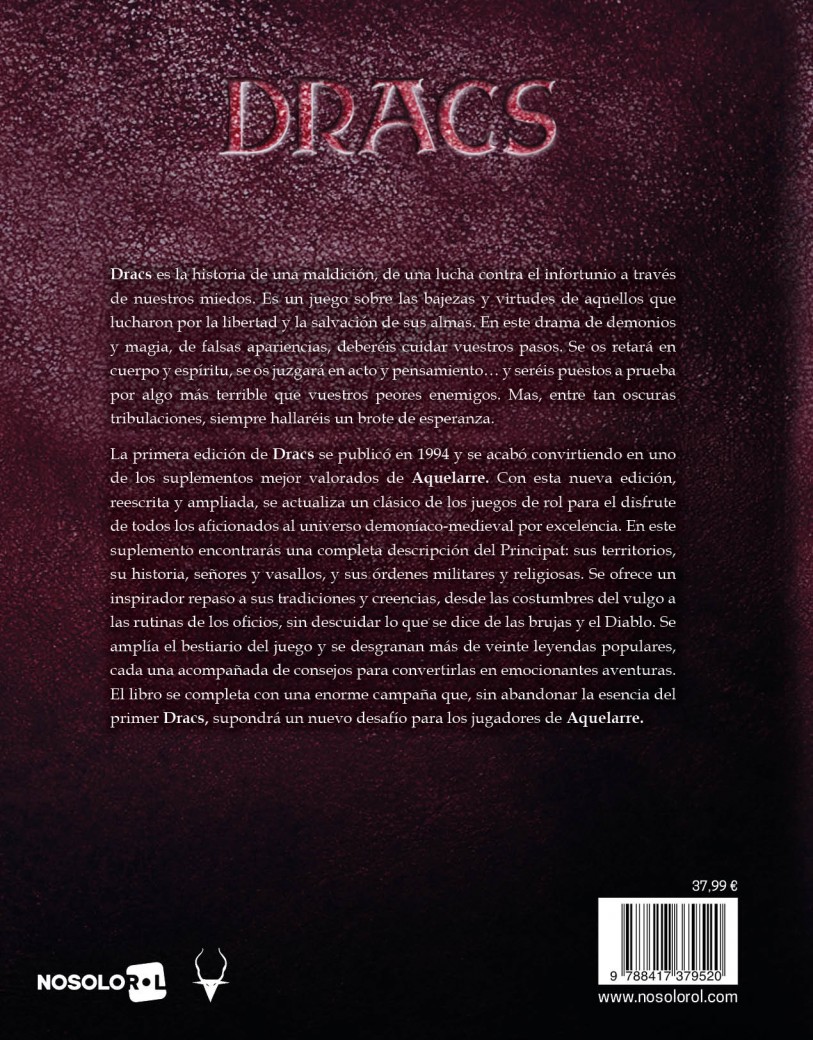 DRACS
Dracs es la historia de una maldición, de una lucha contra el infortunio a través
de nuestros miedos. Es un juego sobre las bajezas y virtudes de aquellos que
lucharon por la libertad y la salvación de sus almas. En este drama de demonios
y magia, de falsas apariencias, deberéis cuidar vuestros pasos. Se os retará en
cuerpo y espíritu, se os juzgará en acto y pensamiento... y seréis puestos a prueba
por algo más terrible que vuestros peores enemigos. Mas, entre tan oscuras
tribulaciones, siempre hallaréis un brote de esperanza.
La primera edición de Dracs se publicó en 1994 y se acabó convirtiendo en uno
de los suplementos mejor valorados de Aquelarre. Con esta nueva edición,
reescrita y ampliada, se actualiza un clásico de los juegos de rol para el disfrute
de todos los aficionados al universo demoníaco-medieval por excelencia. En este
suplemento encontrarás una completa descripción del Principat: sus territorios,
su historia, señores y vasallos, y sus órdenes militares y religiosas. Se ofrece un
inspirador repaso a sus tradiciones y creencias, desde las costumbres del vulgo a
las rutinas de los oficios, sin descuidar lo que se dice de las brujas y el Diablo. Se
amplía el bestiario del juego y se desgranan más de veinte leyendas populares,
cada una acompañada de consejos para convertirlas en emocionantes aventuras.
El libro se completa con una enorme campaña que, sin abandonar la esencia del
primer Dracs, supondrá un nuevo desafío para los jugadores de Aquelarre.
37,99 €
9 788417 379520
NOSOLOROL
www.nosolorol.com